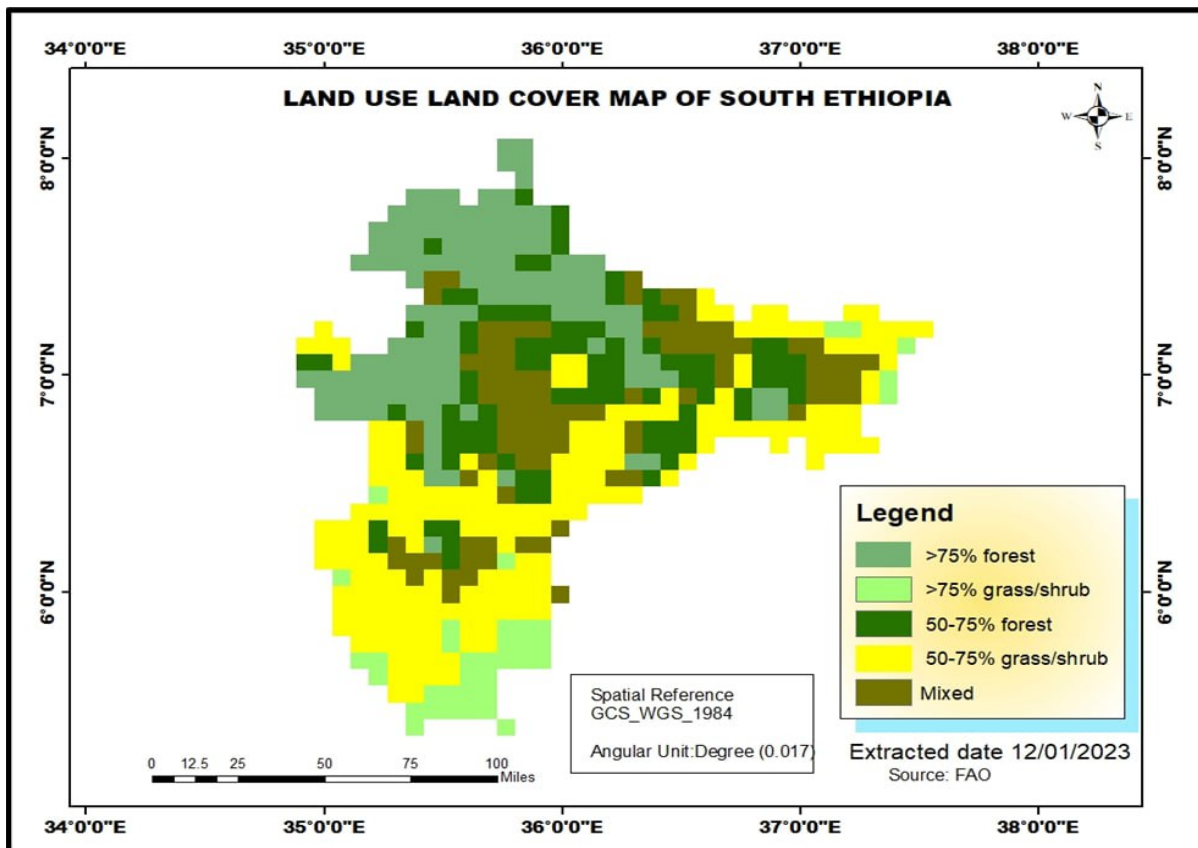 34°0'0"E 35°0'0"E 36°0'0"E 37°0'0"E 38°0'0"E
LAND USE LAND COVER MAP OF SOUTH ETHIOPIA
N
W E
S
8°0'0"N 8°0'0"N
7°0'0"N 7°0'0"N
6°0'0"N 6°0'0"N
Legend
>75% forest
>75% grass/shrub
50-75% forest
50-75% grass/shrub
Mixed
Spatial Reference
GCS_WGS_1984
Angular Unit:Degree (0.017)
Extracted date 12/01/2023
Source: FAO
0 12.5 25 50 75 100
Miles
34°0'0"E 35°0'0"E 36°0'0"E 37°0'0"E 38°0'0"E